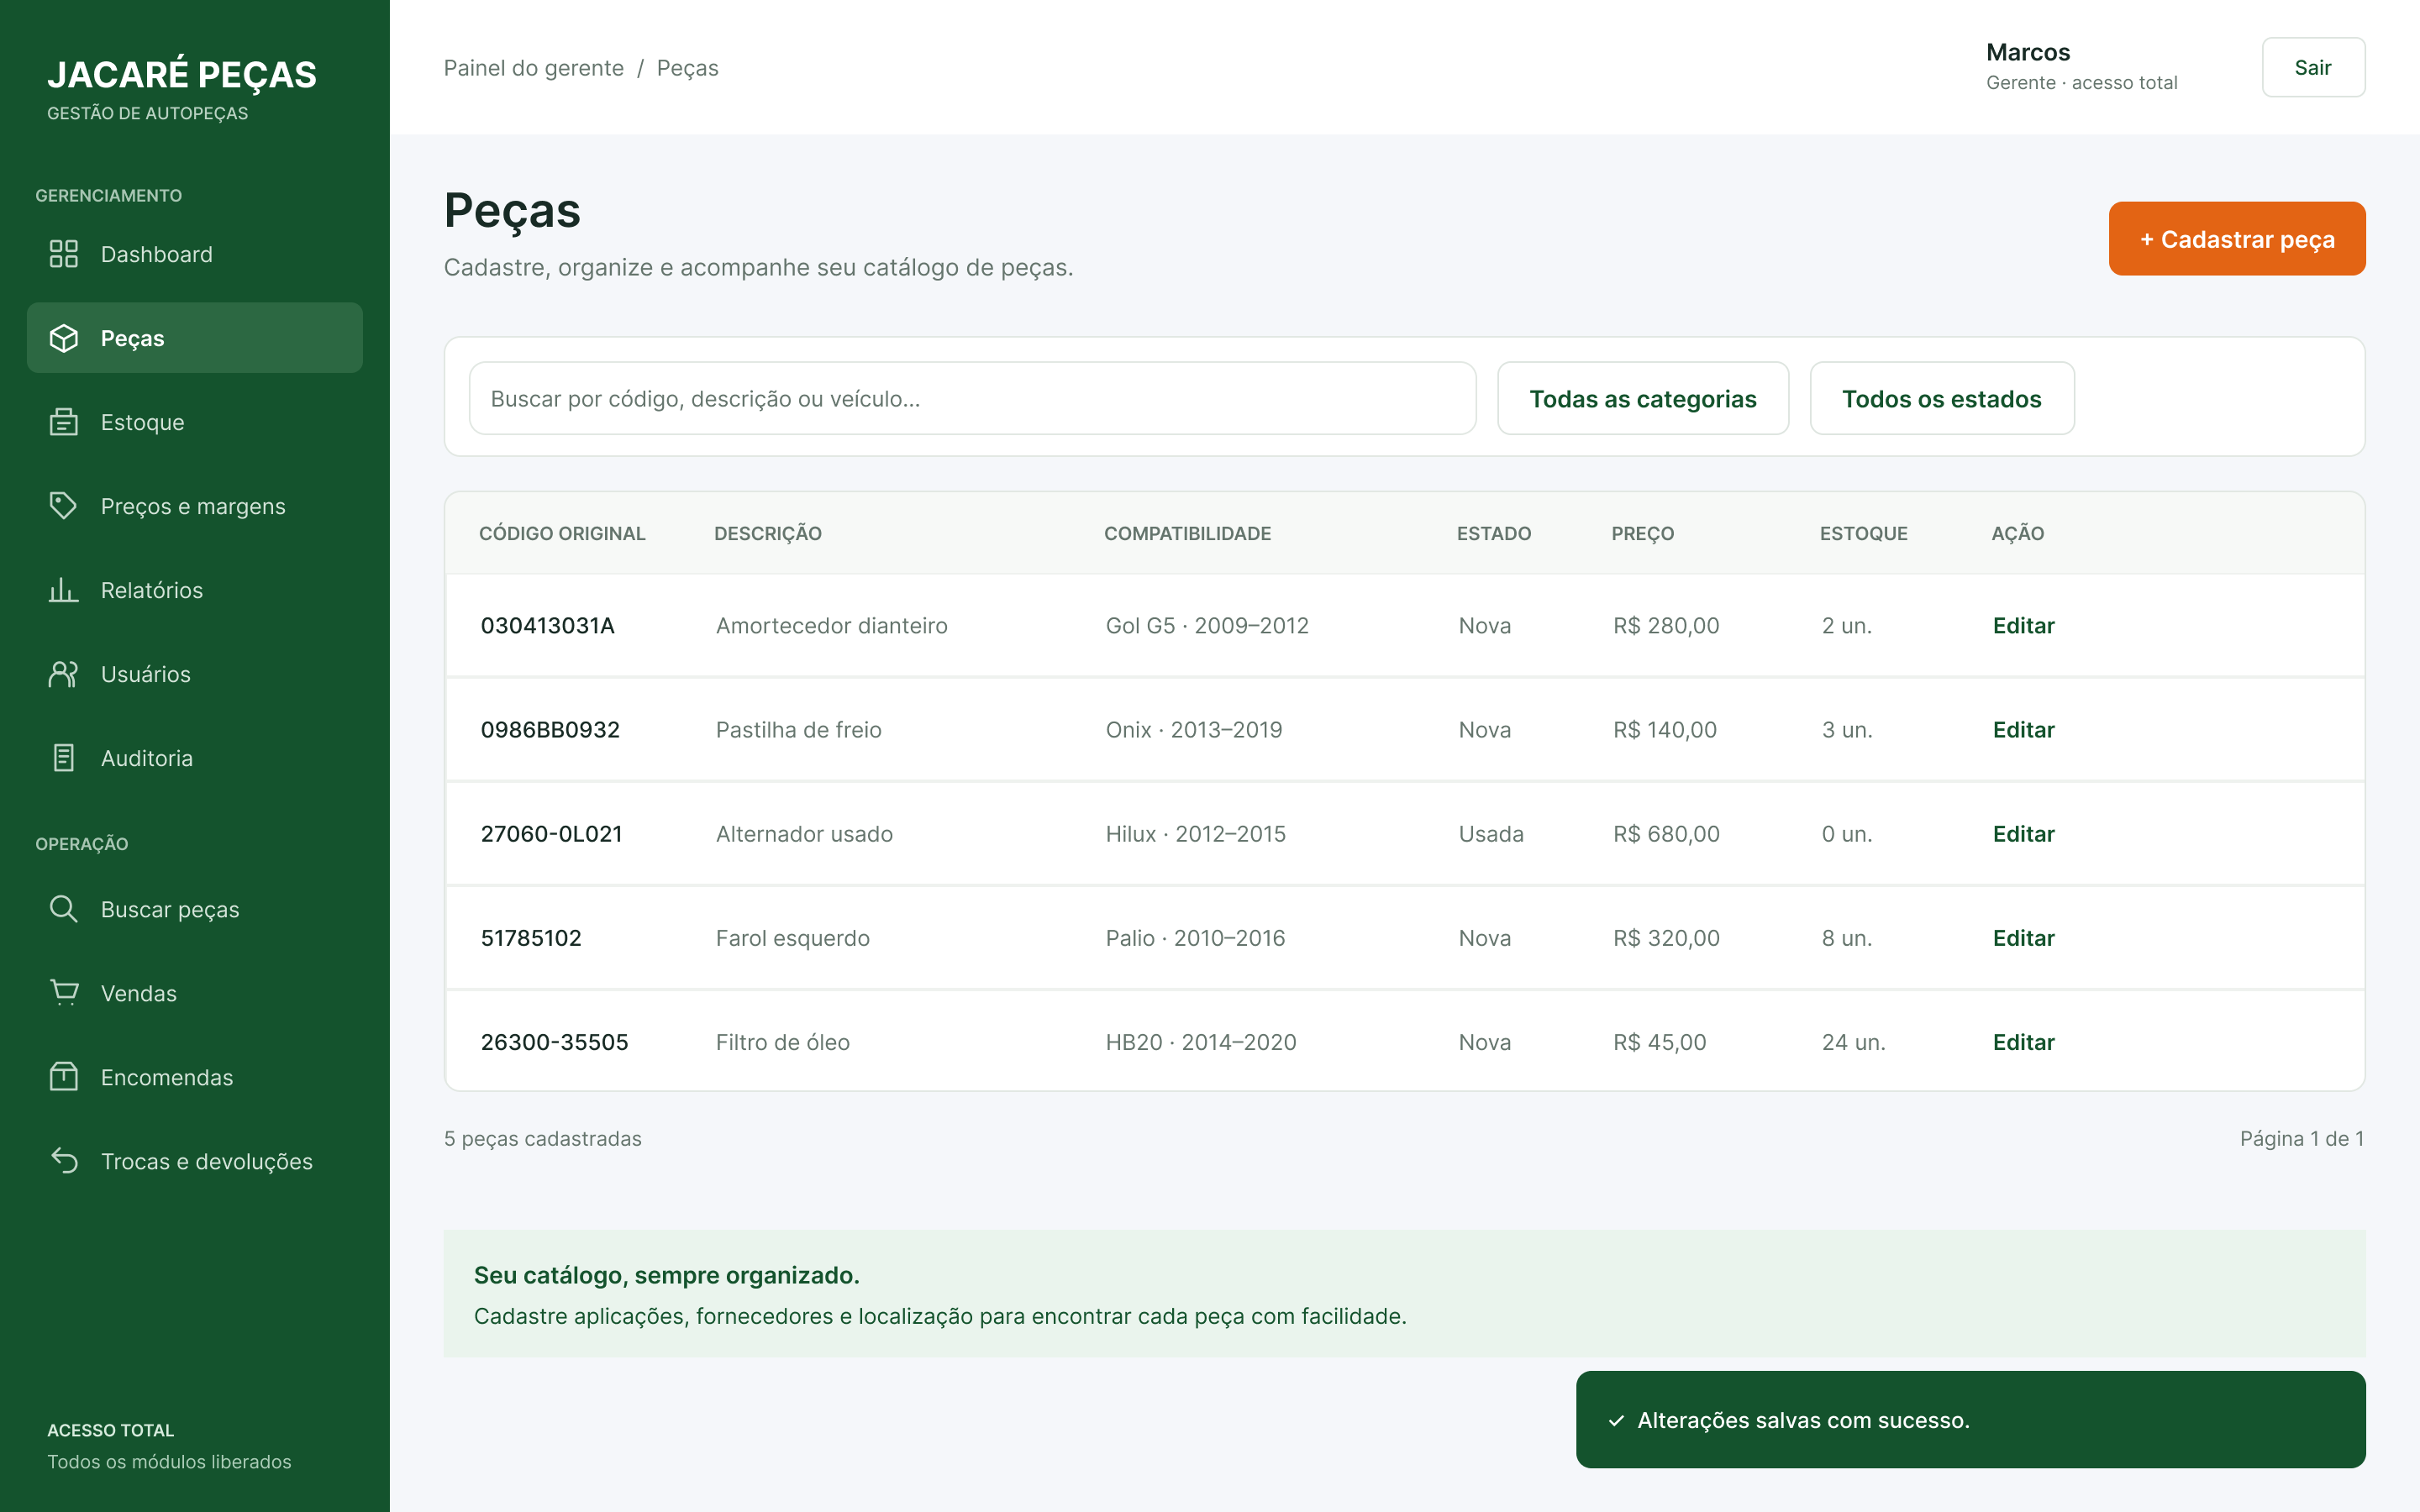 JACARÉ PEÇAS
GESTÃO DE AUTOPEÇAS
GERENCIAMENTO
Dashboard
Peças
Estoque
Preços e margens
Relatórios
Usuários
Auditoria
OPERAÇÃO
Buscar peças
Vendas
Encomendas
Trocas e devoluções
ACESSO TOTAL
Todos os módulos liberados
Painel do gerente / Peças
Marcos
Gerente · acesso total
Sair
Peças
Cadastre, organize e acompanhe seu catálogo de peças.
+ Cadastrar peça
Buscar por código, descrição ou veículo... Todas as categorias Todos os estados
CÓDIGO ORIGINAL DESCRIÇÃO COMPATIBILIDADE ESTADO PREÇO ESTOQUE AÇÃO
030413031A Amortecedor dianteiro Gol G5 · 2009–2012 Nova R$ 280,00 2 un. Editar
0986BB0932 Pastilha de freio Onix · 2013–2019 Nova R$ 140,00 3 un. Editar
27060-0L021 Alternador usado Hilux · 2012–2015 Usada R$ 680,00 0 un. Editar
51785102 Farol esquerdo Palio · 2010–2016 Nova R$ 320,00 8 un. Editar
26300-35505 Filtro de óleo HB20 · 2014–2020 Nova R$ 45,00 24 un. Editar
5 peças cadastradas Página 1 de 1
Seu catálogo, sempre organizado.
Cadastre aplicações, fornecedores e localização para encontrar cada peça com facilidade.
✓ Alterações salvas com sucesso.